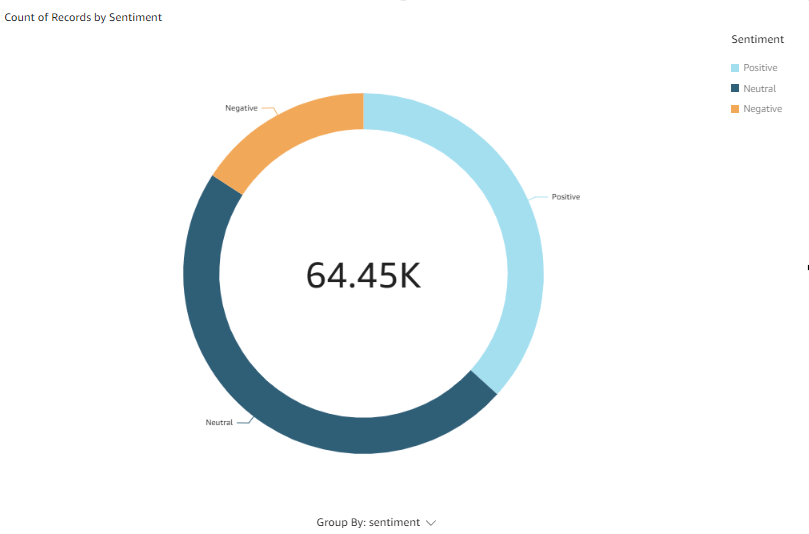 Count of Records by Sentiment
Sentiment
Positive
Neutral
Negative
Negative
Positive
64.45K
Neutral
Group By: sentiment